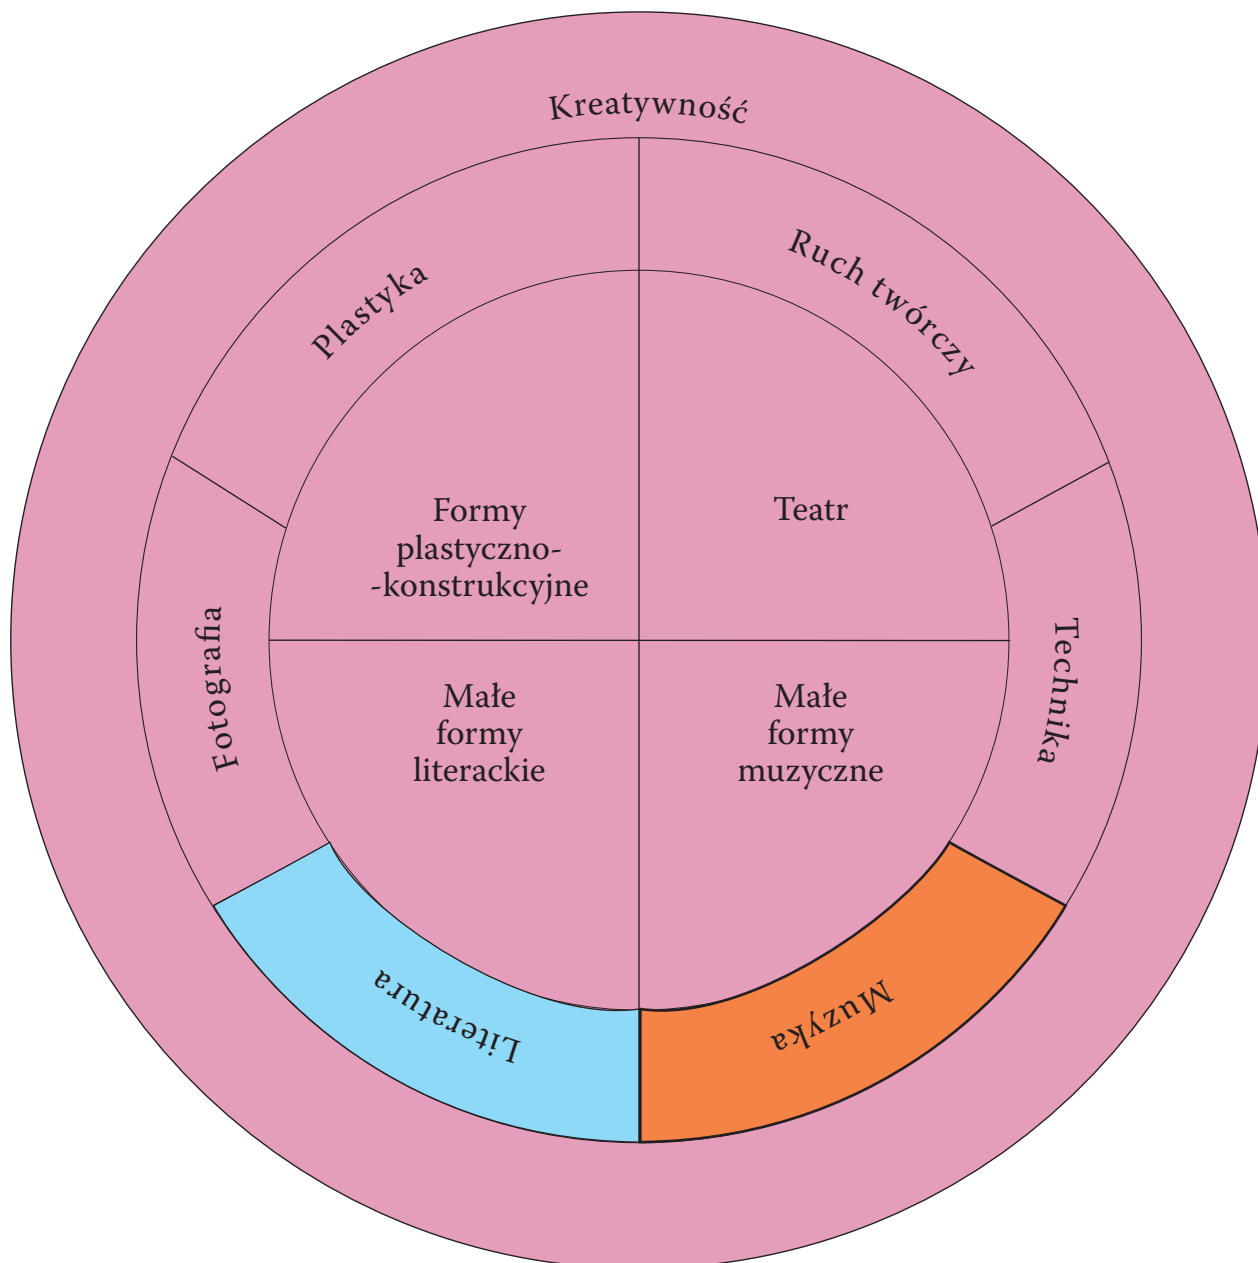 Kreatywność
Plastyka
Ruch twórczy
Formy
plastyczno-
-konstrukcyjne
Teatr
Fotografia
Technika
Małe
formy
literackie
Małe
formy
muzyczne
Literatura
Muzyka